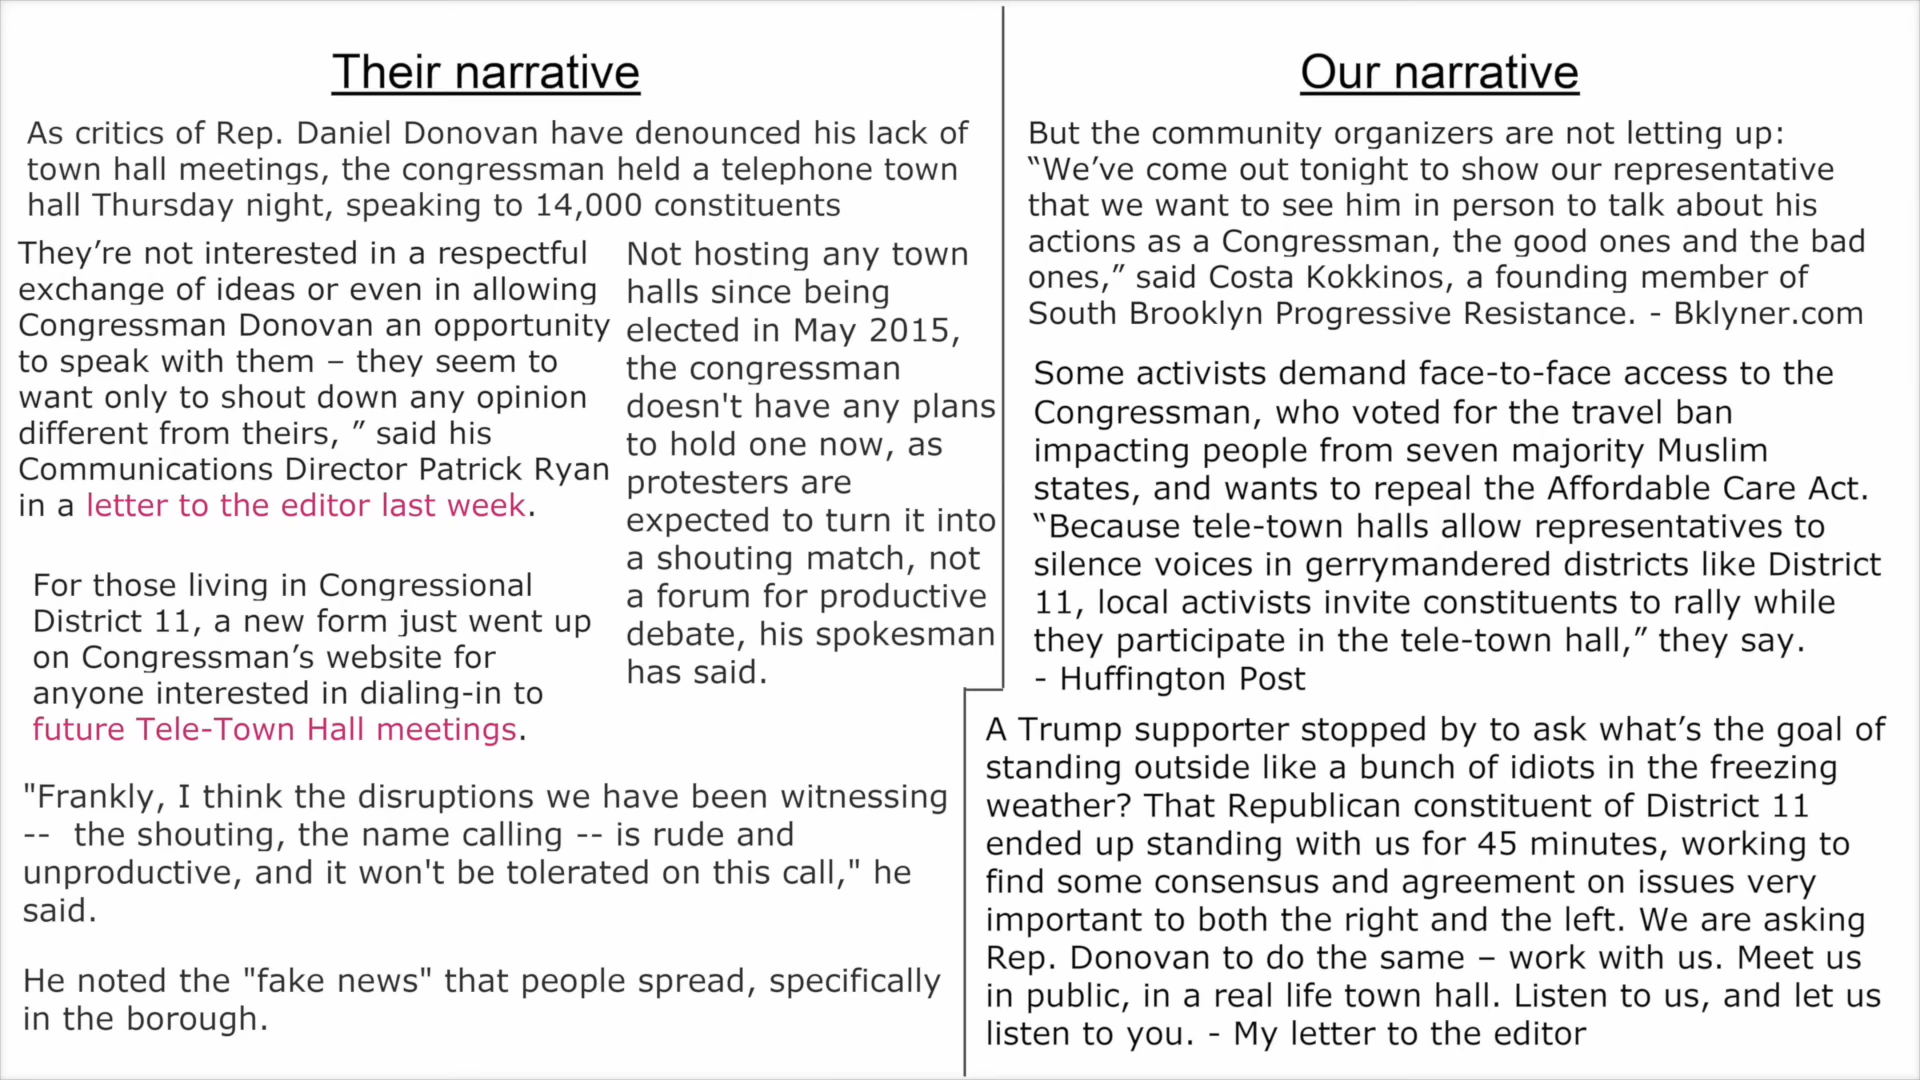 Their narrative
As critics of Rep. Daniel Donovan have denounced his lack of
town hall meetings, the congressman held a telephone town
hall Thursday night, speaking to 14,000 constituents
They’re not interested in a respectful
exchange of ideas or even in allowing
Congressman Donovan an opportunity
to speak with them – they seem to
want only to shout down any opinion
different from theirs, ” said his
Communications Director Patrick Ryan
in a letter to the editor last week.
For those living in Congressional
District 11, a new form just went up
on Congressman’s website for
anyone interested in dialing-in to
future Tele-Town Hall meetings.
Not hosting any town
halls since being
elected in May 2015,
the congressman
doesn't have any plans
to hold one now, as
protesters are
expected to turn it into
a shouting match, not
a forum for productive
debate, his spokesman
has said.
"Frankly, I think the disruptions we have been witnessing
-- the shouting, the name calling -- is rude and
unproductive, and it won't be tolerated on this call," he
said.
He noted the "fake news" that people spread, specifically
in the borough.
Our narrative
But the community organizers are not letting up:
“We’ve come out tonight to show our representative
that we want to see him in person to talk about his
actions as a Congressman, the good ones and the bad
ones,” said Costa Kokkinos, a founding member of
South Brooklyn Progressive Resistance. - Bklyner.com
Some activists demand face-to-face access to the
Congressman, who voted for the travel ban
impacting people from seven majority Muslim
states, and wants to repeal the Affordable Care Act.
“Because tele-town halls allow representatives to
silence voices in gerrymandered districts like District
11, local activists invite constituents to rally while
they participate in the tele-town hall,” they say.
- Huffington Post
A Trump supporter stopped by to ask what’s the goal of
standing outside like a bunch of idiots in the freezing
weather? That Republican constituent of District 11
ended up standing with us for 45 minutes, working to
find some consensus and agreement on issues very
important to both the right and the left. We are asking
Rep. Donovan to do the same – work with us. Meet us
in public, in a real life town hall. Listen to us, and let us
listen to you. - My letter to the editor